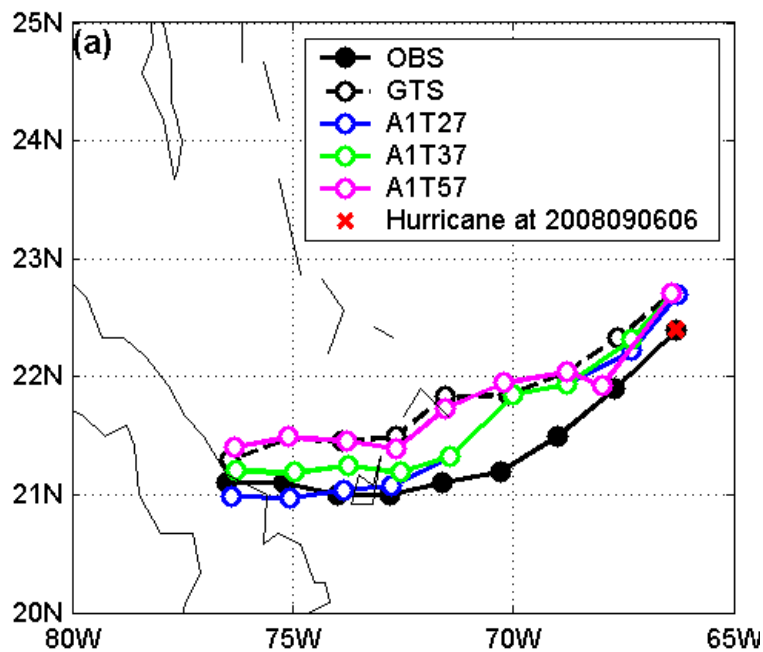 25N
(a)
OBS
GTS
A1T27
A1T37
A1T57
Hurricane at 2008090606
24N
23N
22N
21N
20N
80W 75W 70W 65W